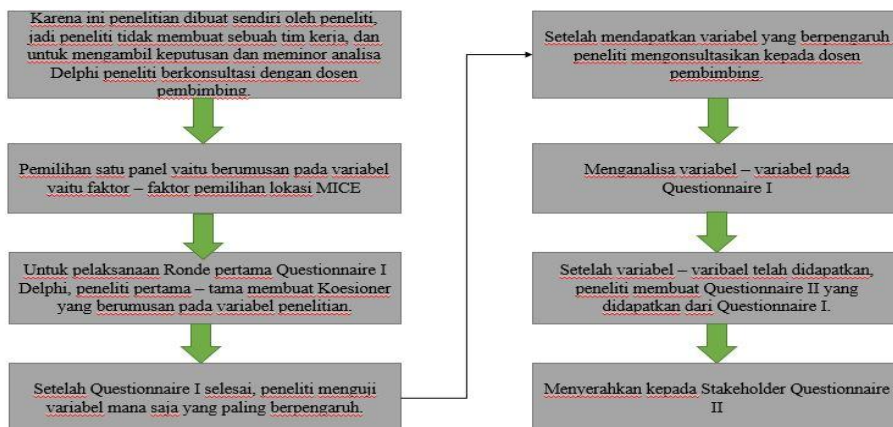 Karena ini penelitian dibuat sendiri oleh peneliti,
jadi peneliti tidak membuat sebuah tim kerja, dan
untuk mengambil keputusan dan meminor analisa
Delphi peneliti berkonsultasi dengan dosen
pembimbing.
Pemilihan satu panel yaitu berumusan pada variabel
yaitu faktor – faktor pemilihan lokasi MICE
Untuk pelaksanaan Ronde pertama Questionnaire I
Delphi, peneliti pertama – tama membuat Koesioner
yang berumusan pada variabel penelitian.
Setelah Questionnaire I selesai, peneliti menguji
variabel mana saja yang paling berpengaruh.
Setelah mendapatkan variabel yang berpengaruh
peneliti mengonsultasikan kepada dosen
pembimbing.
Menganalisa variabel – variabel pada
Questionnaire I
Setelah variabel – varibael telah didapatkan,
peneliti membuat Questionnaire II yang
didapatkan dari Questionnaire I.
Menyerahkan kepada Stakeholder Questionnaire
II